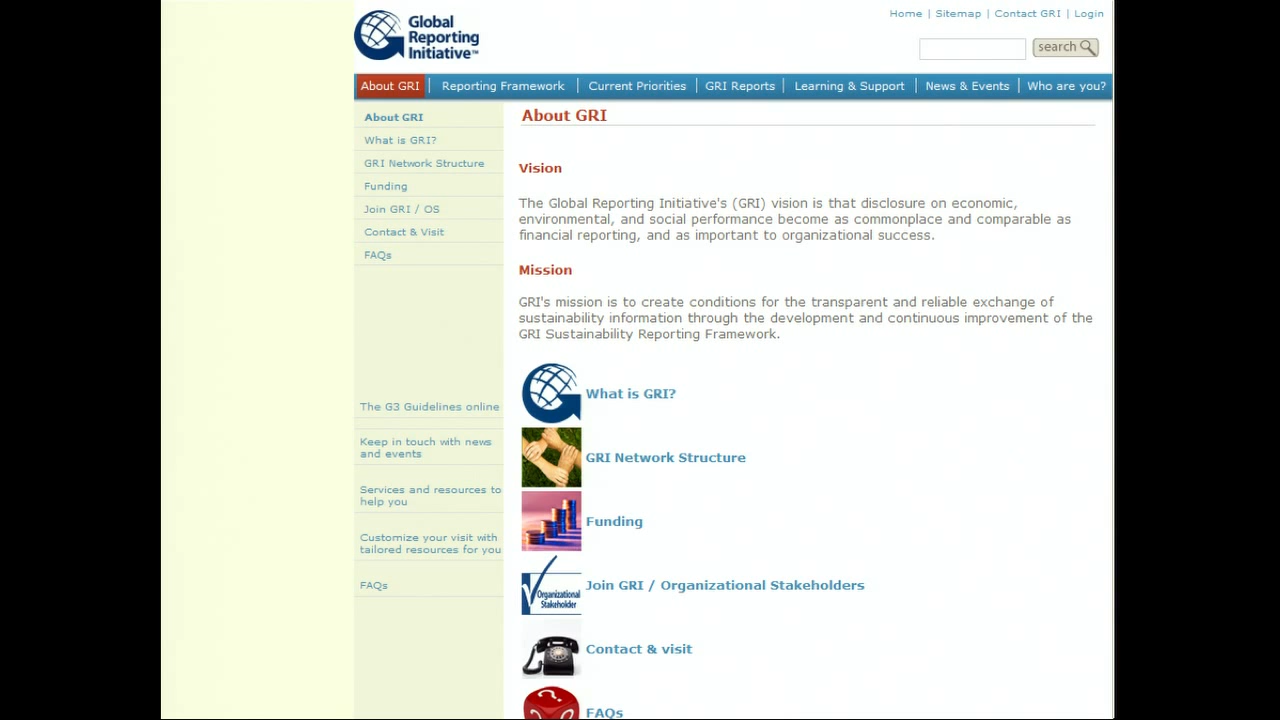 Global
Reporting
Initiative™
Home | Sitemap | Contact GRI | Login
search
About GRI | Reporting Framework | Current Priorities | GRI Reports | Learning & Support | News & Events | Who are you?
About GRI
What is GRI?
GRI Network Structure
Funding
Join GRI / OS
Contact & Visit
FAQs
The G3 Guidelines online
Keep in touch with news
and events
Services and resources to
help you
Customize your visit with
tailored resources for you
FAQs
About GRI
Vision
The Global Reporting Initiative's (GRI) vision is that disclosure on economic,
environmental, and social performance become as commonplace and comparable as
financial reporting, and as important to organizational success.
Mission
GRI's mission is to create conditions for the transparent and reliable exchange of
sustainability information through the development and continuous improvement of the
GRI Sustainability Reporting Framework.
What is GRI?
GRI Network Structure
Funding
Organizational
Stakeholder
Join GRI / Organizational Stakeholders
Contact & visit
?
FAQs